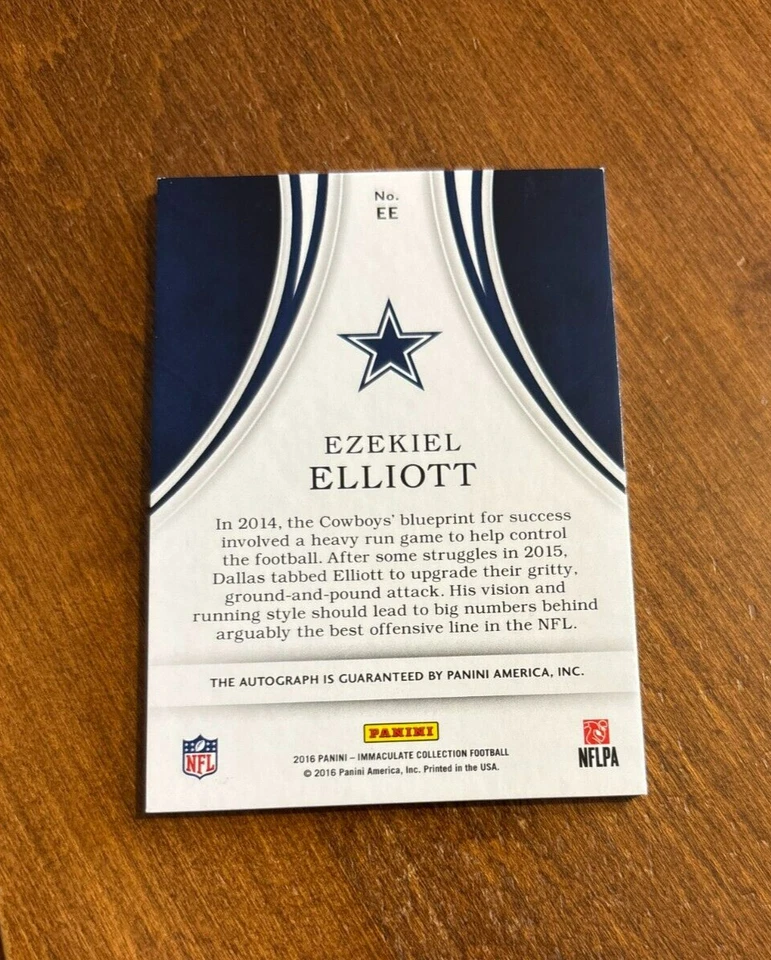 No.
EE
EZEKIEL
ELLIOTT
In 2014, the Cowboys' blueprint for success
involved a heavy run game to help control
the football. After some struggles in 2015,
Dallas tabbed Elliott to upgrade their gritty,
ground-and-pound attack. His vision and
running style should lead to big numbers behind
arguably the best offensive line in the NFL.
THE AUTOGRAPH IS GUARANTEED BY PANINI AMERICA, INC.
PANINI
NFL
2016 PANINI – IMMACULATE COLLECTION FOOTBALL
© 2016 Panini America, Inc. Printed in the USA.
NFLPA